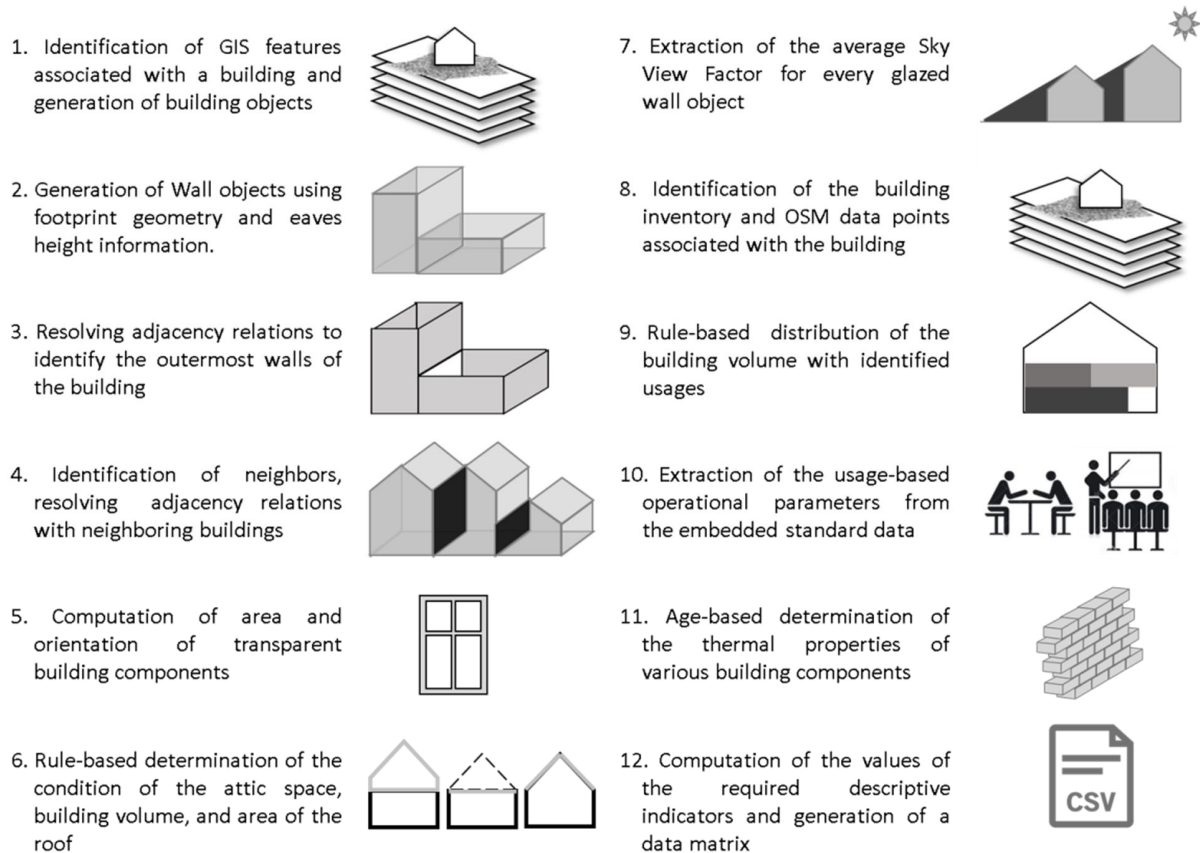 1. Identification of GIS features
associated with a building and
generation of building objects
2. Generation of Wall objects using
footprint geometry and eaves
height information.
3. Resolving adjacency relations to
identify the outermost walls of
the building
4. Identification of neighbors,
resolving adjacency relations
with neighboring buildings
5. Computation of area and
orientation of transparent
building components
6. Rule-based determination of the
condition of the attic space,
building volume, and area of the
roof
7. Extraction of the average Sky
View Factor for every glazed
wall object
8. Identification of the building
inventory and OSM data points
associated with the building
9. Rule-based distribution of the
building volume with identified
usages
10. Extraction of the usage-based
operational parameters from
the embedded standard data
11. Age-based determination of
the thermal properties of
various building components
12. Computation of the values of
the required descriptive
indicators and generation of a
data matrix
CSV